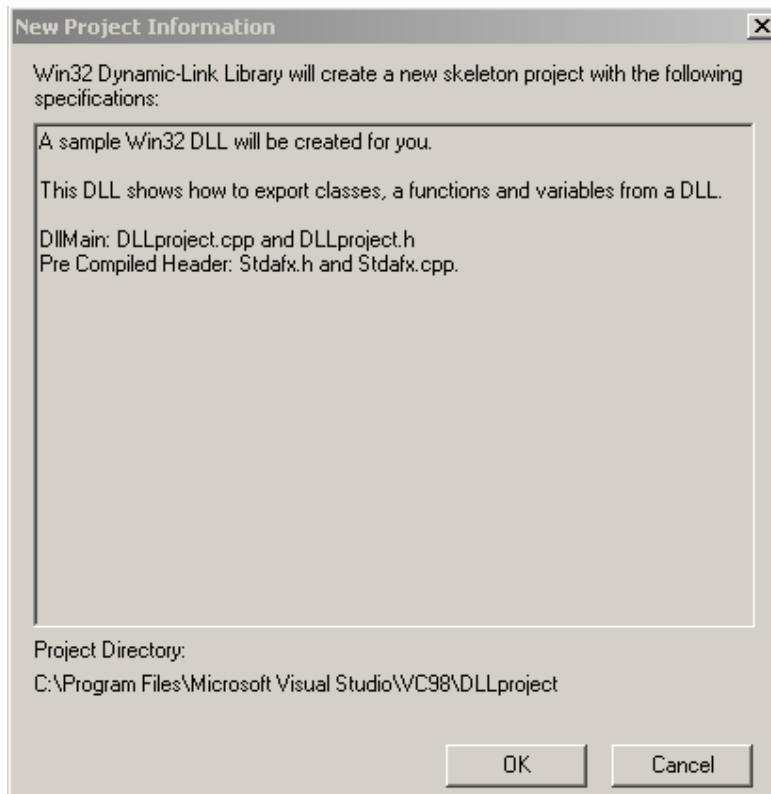 New Project Information
Win32 Dynamic-Link Library will create a new skeleton project with the following
specifications:
A sample Win32 DLL will be created for you.
This DLL shows how to export classes, a functions and variables from a DLL.
DllMain: DLLproject.cpp and DLLproject.h
Pre Compiled Header: Stdafx.h and Stdafx.cpp.
Project Directory:
C:\Program Files\Microsoft Visual Studio\VC98\DLLproject
OK
Cancel